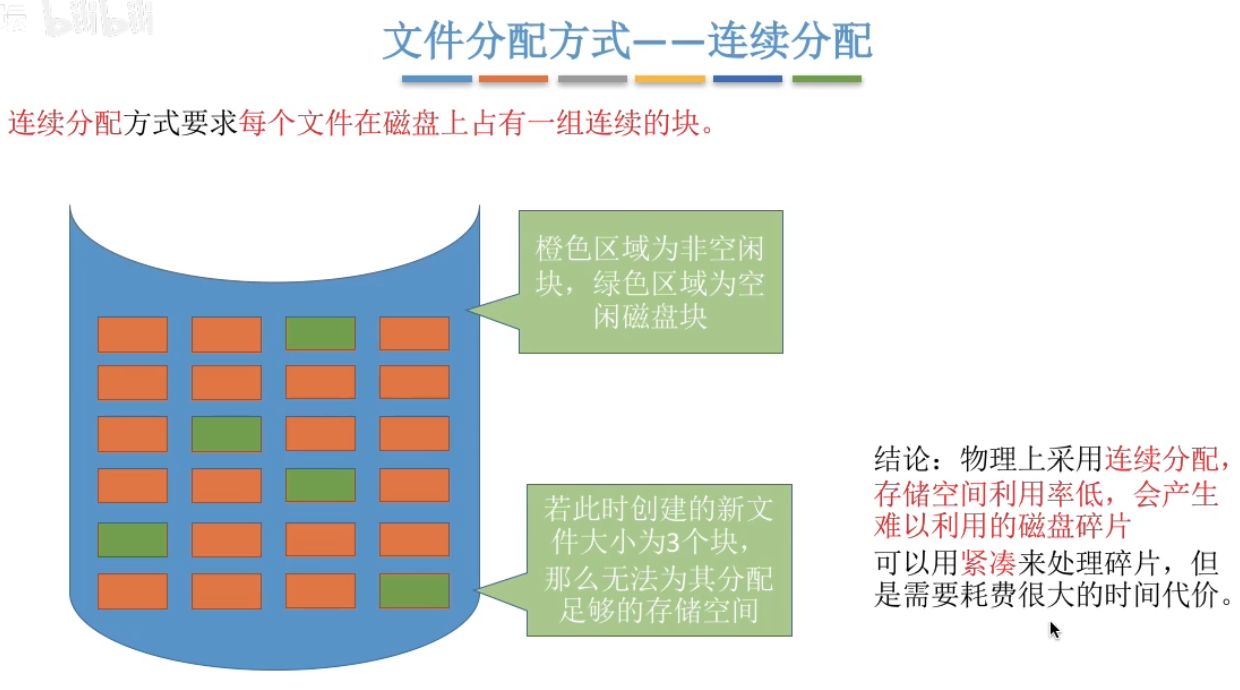 坛 bilibili
文件分配方式——连续分配
连续分配方式要求每个文件在磁盘上占有一组连续的块。
橙色区域为非空闲
块，绿色区域为空
闲磁盘块
若此时创建的新文
件大小为3个块，
那么无法为其分配
足够的存储空间
结论：物理上采用连续分配，
存储空间利用率低，会产生
难以利用的磁盘碎片
可以用紧凑来处理碎片，但
是需要耗费很大的时间代价。